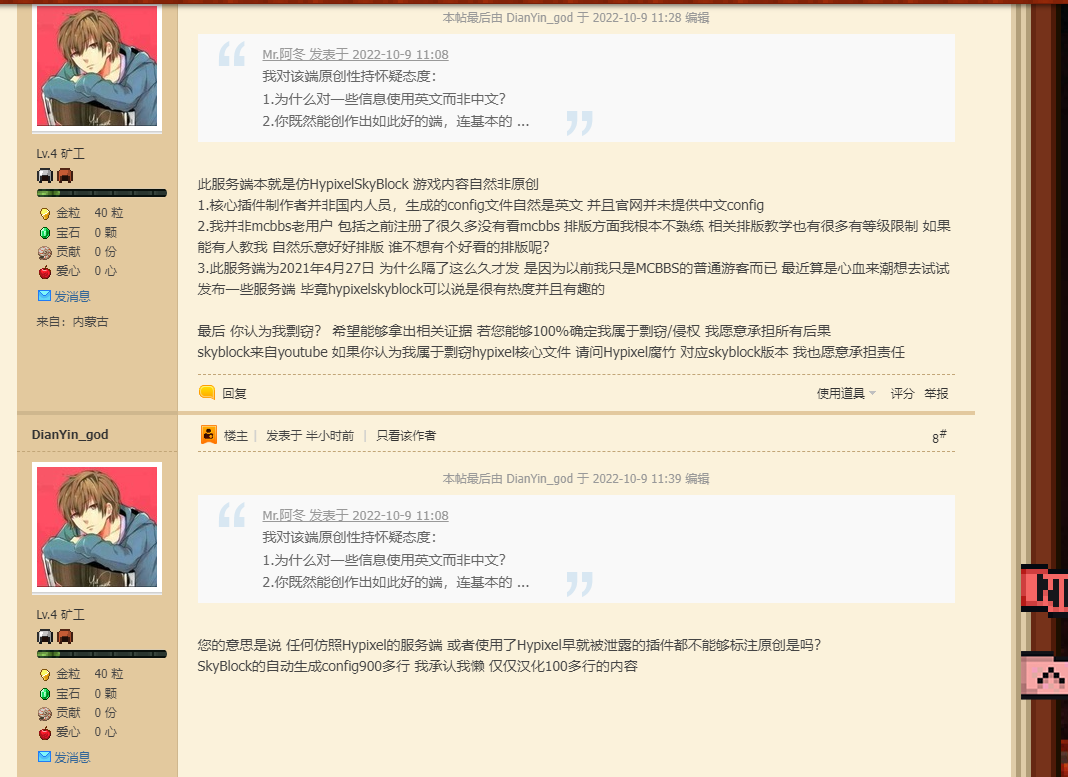 本帖最后由 DianYin_god 于 2022-10-9 11:28 编辑
Mr.阿冬 发表于 2022-10-9 11:08
我对该端原创性持怀疑态度：
1.为什么对一些信息使用英文而非中文？
2.你既然能创作出如此好的端，连基本的 ...
Lv.4 矿工
金粒 40 粒
宝石 0 颗
贡献 0 份
爱心 0 心
发消息
来自：内蒙古
此服务端本就是仿HypixelSkyBlock 游戏内容自然非原创
1.核心插件制作者并非国内人员，生成的config文件自然是英文 并且官网并未提供中文config
2.我并非mcbbs老用户 包括之前注册了很久多没有看mcbbs 排版方面我根本不熟练 相关排版教学也有很多有等级限制 如果
能有人教我 自然乐意好好排版 谁不想有个好看的排版呢？
3.此服务端为2021年4月27日 为什么隔了这么久才发 是因为以前我只是MCBBS的普通游客而已 最近算是心血来潮想去试试
发布一些服务端 毕竟hypixelskyblock可以说是很有热度并且有趣的
最后 你认为我剽窃？ 希望能够拿出相关证据 若您能够100%确定我属于剽窃/侵权 我愿意承担所有后果
skyblock来自youtube 如果你认为我属于剽窃hypixel核心文件 请问Hypixel腐竹 对应skyblock版本 我也愿意承担责任
回复
使用道具 评分 举报
DianYin_god
楼主 | 发表于 半小时前 | 只看该作者
8#
本帖最后由 DianYin_god 于 2022-10-9 11:39 编辑
Mr.阿冬 发表于 2022-10-9 11:08
我对该端原创性持怀疑态度：
1.为什么对一些信息使用英文而非中文？
2.你既然能创作出如此好的端，连基本的 ...
Lv.4 矿工
金粒 40 粒
宝石 0 颗
贡献 0 份
爱心 0 心
发消息
您的意思是说 任何仿照Hypixel的服务端 或者使用了Hypixel早就被泄露的插件都不能够标注原创是吗？
SkyBlock的自动生成config900多行 我承认我懒 仅仅汉化100多行的内容